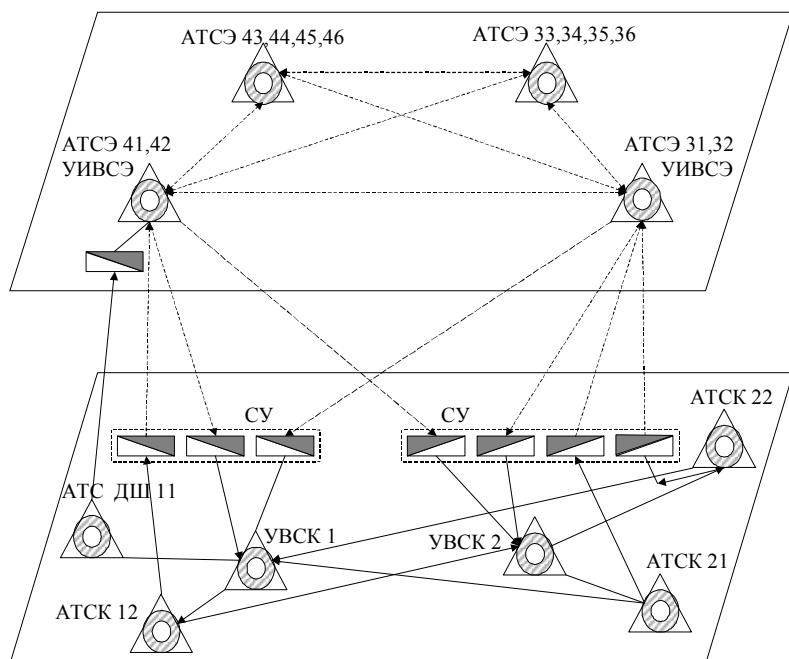 АТСЭ 43,44,45,46
АТСЭ 33,34,35,36
АТСЭ 41,42
УИВСЭ
АТСЭ 31,32
УИВСЭ
СУ
СУ
АТСК 22
АТС ДШ 11
УВСК 1
УВСК 2
АТСК 21
АТСК 12